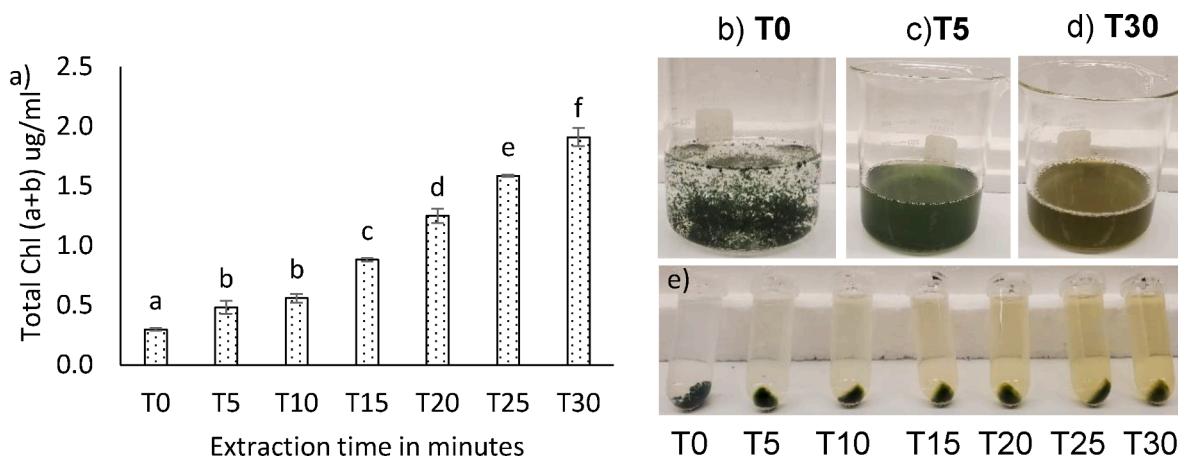 a)
Total Chl (a+b) ug/ml
2.5
2.0
1.5
1.0
0.5
0.0
a
b
b
c
d
e
f
T0 T5 T10 T15 T20 T25 T30
Extraction time in minutes
b) T0
c)T5
d) T30
e)
T0 T5 T10 T15 T20 T25 T30